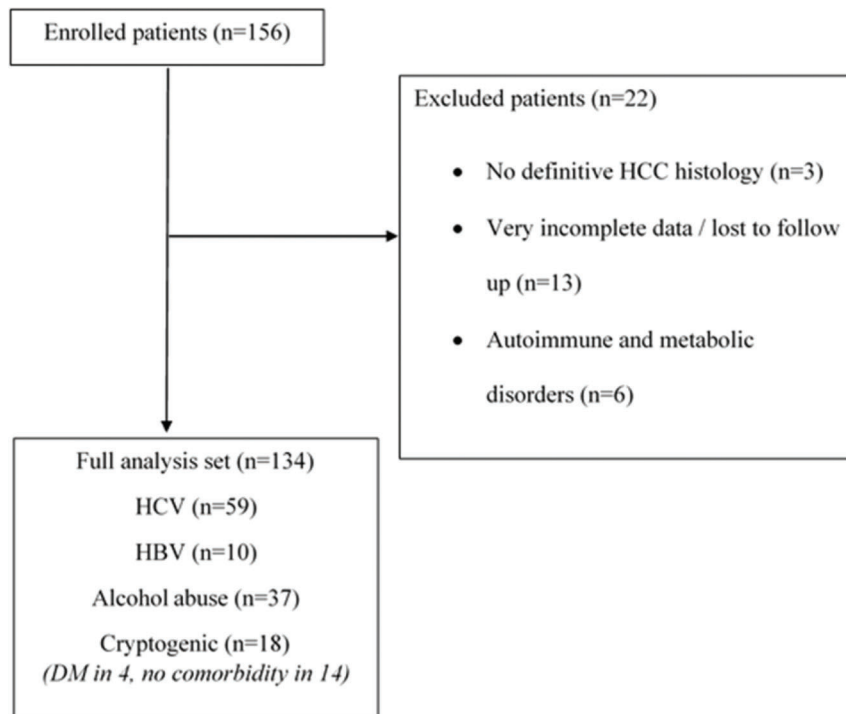 Enrolled patients (n=156)
Excluded patients (n=22)
• No definitive HCC histology (n=3)
• Very incomplete data / lost to follow
up (n=13)
• Autoimmune and metabolic
disorders (n=6)
Full analysis set (n=134)
HCV (n=59)
HBV (n=10)
Alcohol abuse (n=37)
Cryptogenic (n=18)
(DM in 4, no comorbidity in 14)